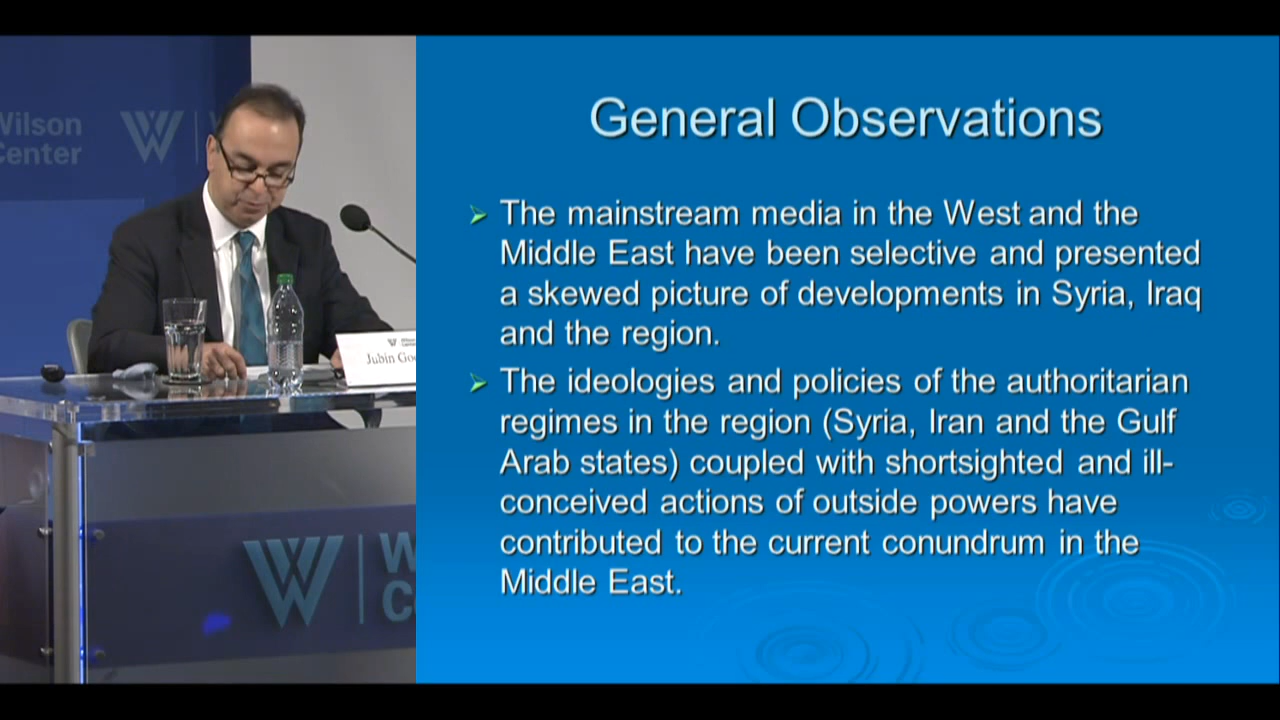 Wilson
Center
General Observations
The mainstream media in the West and the
Middle East have been selective and presented
a skewed picture of developments in Syria, Iraq
and the region.
The ideologies and policies of the authoritarian
regimes in the region (Syria, Iran and the Gulf
Arab states) coupled with shortsighted and ill-
conceived actions of outside powers have
contributed to the current conundrum in the
Middle East.
Jubin Goo
W
C